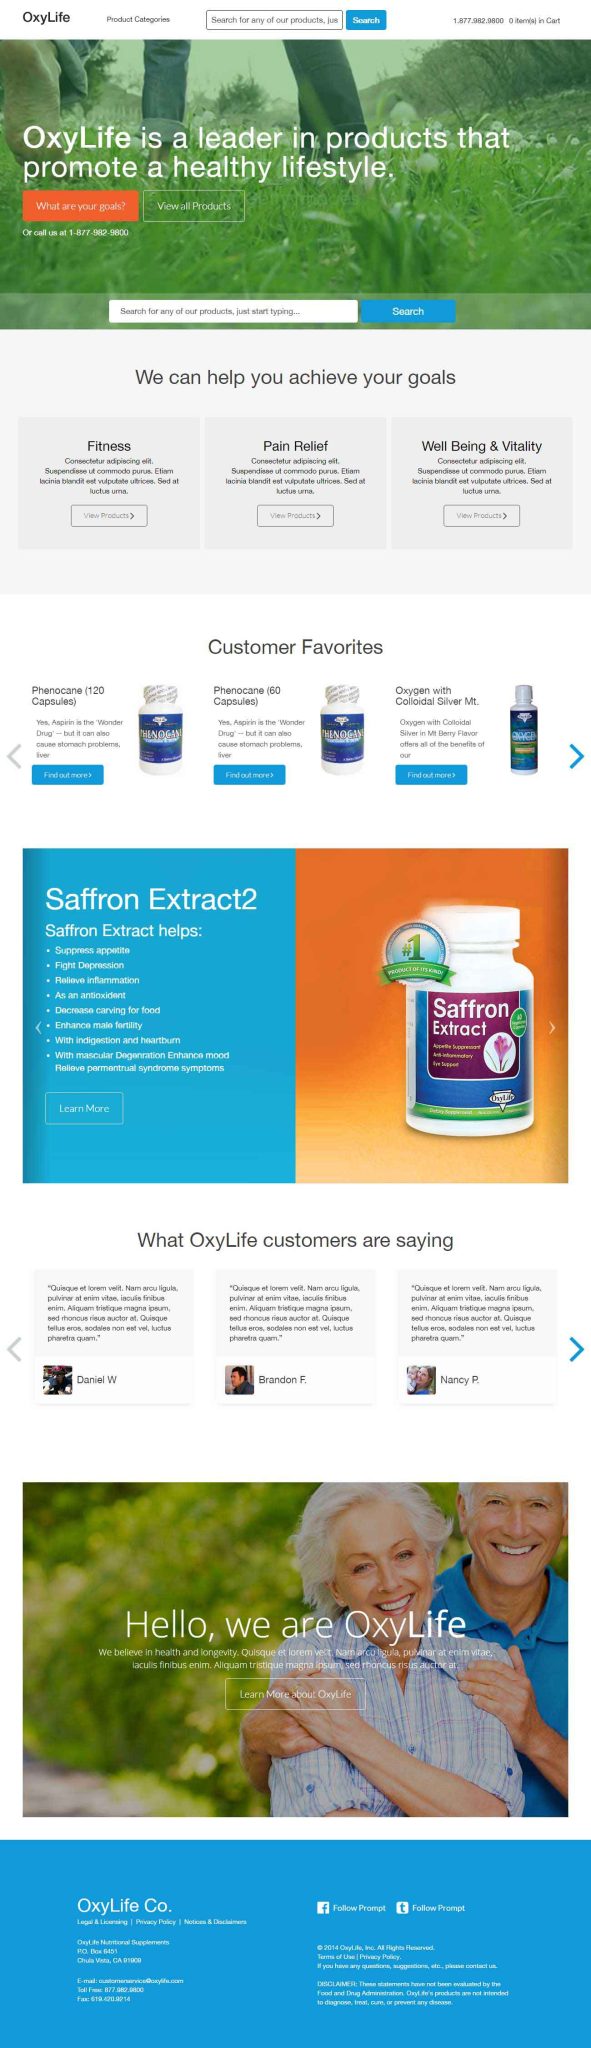 OxyLife
Product Categories
Search for any of our products, jus
Search
1.877.982.9800 0 item(s) in Cart
OxyLife is a leader in products that
promote a healthy lifestyle.
What are your goals?
View all Products
Or call us at 1-877-982-9800
Search for any of our products, just start typing...
Search
We can help you achieve your goals
Fitness
Consectetur adipiscing elit.
Suspendisse ut commodo purus. Etiam
lacinia blandit est vulputate ultrices. Sed at
luctus urna.
View Products
Pain Relief
Consectetur adipiscing elit.
Suspendisse ut commodo purus. Etiam
lacinia blandit est vulputate ultrices. Sed at
luctus urna.
View Products
Well Being & Vitality
Consectetur adipiscing elit.
Suspendisse ut commodo purus. Etiam
lacinia blandit est vulputate ultrices. Sed at
luctus urna.
View Products
Customer Favorites
Phenocane (120
Capsules)
Yes, Aspirin is the 'Wonder
Drug' -- but it can also
cause stomach problems,
liver
Find out more
PHENOCANE
Phenocane (60
Capsules)
Yes, Aspirin is the 'Wonder
Drug' -- but it can also
cause stomach problems,
liver
Find out more
PHENOCANE
Oxygen with
Colloidal Silver Mt.
Oxygen with Colloidal
Silver in Mt Berry Flavor
offers all of the benefits of
our
Find out more
Saffron Extract2
Saffron Extract helps:
Suppress appetite
Fight Depression
Relieve inflammation
As an antioxident
Decrease carving for food
Enhance male fertility
With indigestion and heartburn
With mascular Degenration Enhance mood
Relieve permentrual syndrome symptoms
Learn More
#1
PRODUCT OF ITS KIND!
Saffron
Extract
Appetite Suppressant
Anti-Inflammatory
Eye Support
OxyLife
Dietary Supplement
What OxyLife customers are saying
"Quisque et lorem velit. Nam arcu ligula,
pulvinar at enim vitae, iaculis finibus
enim. Aliquam tristique magna ipsum,
sed rhoncus risus auctor at. Quisque
tellus eros, sodales non est vel, luctus
pharetra quam."
Daniel W
"Quisque et lorem velit. Nam arcu ligula,
pulvinar at enim vitae, iaculis finibus
enim. Aliquam tristique magna ipsum,
sed rhoncus risus auctor at. Quisque
tellus eros, sodales non est vel, luctus
pharetra quam."
Brandon F.
"Quisque et lorem velit. Nam arcu ligula,
pulvinar at enim vitae, iaculis finibus
enim. Aliquam tristique magna ipsum,
sed rhoncus risus auctor at. Quisque
tellus eros, sodales non est vel, luctus
pharetra quam."
Nancy P.
Hello, we are OxyLife
We believe in health and longevity. Quisque et lorem velit. Nam arcu ligula, pulvinar at enim vitae,
iaculis finibus enim. Aliquam tristique magna ipsum, sed rhoncus risus auctor at.
Learn More about OxyLife
OxyLife Co.
Legal & Licensing | Privacy Policy | Notices & Disclaimers
OxyLife Nutritional Supplements
P.O. Box 6451
Chula Vista, CA 91909
E-mail: customerservice@oxylife.com
Toll Free: 877.982.9800
Fax: 619.420.9214
Follow Prompt
Follow Prompt
© 2014 OxyLife, Inc. All Rights Reserved.
Terms of Use | Privacy Policy.
If you have any questions, suggestions, etc., please contact us.
DISCLAIMER: These statements have not been evaluated by the
Food and Drug Administration. OxyLife's products are not intended
to diagnose, treat, cure, or prevent any disease.